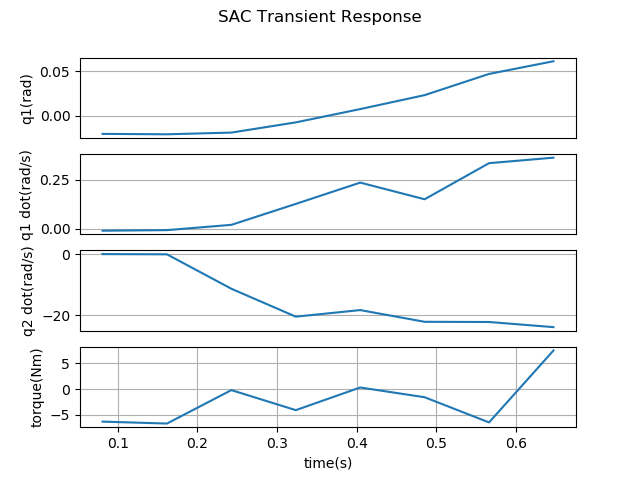 SAC Transient Response
q1(rad)
0.05
0.00
q1 dot(rad/s)
0.25
0.00
q2 dot(rad/s)
0
−20
torque(Nm)
5
0
−5
0.1 0.2 0.3 0.4 0.5 0.6
time(s)